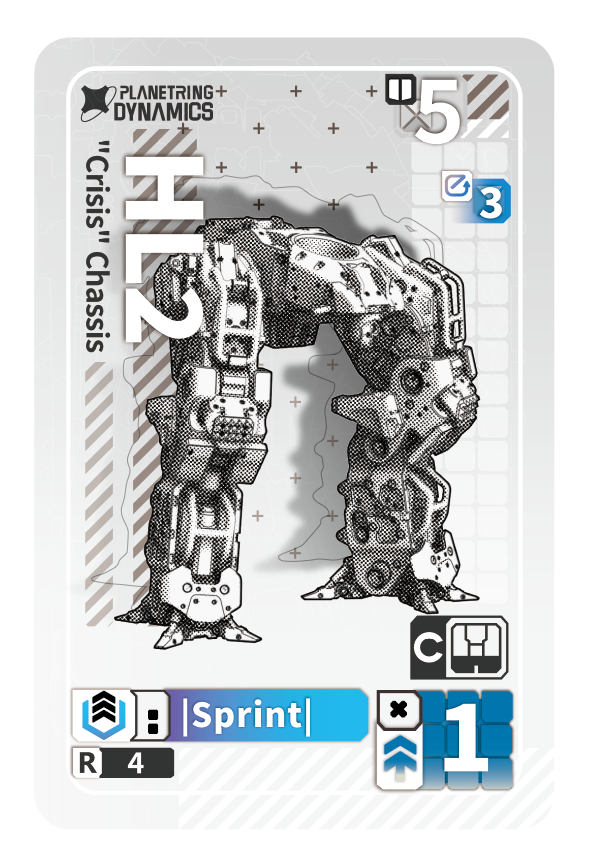 PLANETRING
DYNAMICS
5
3
HL2
"Crisis" Chassis
C
:
|Sprint|
1
R 4